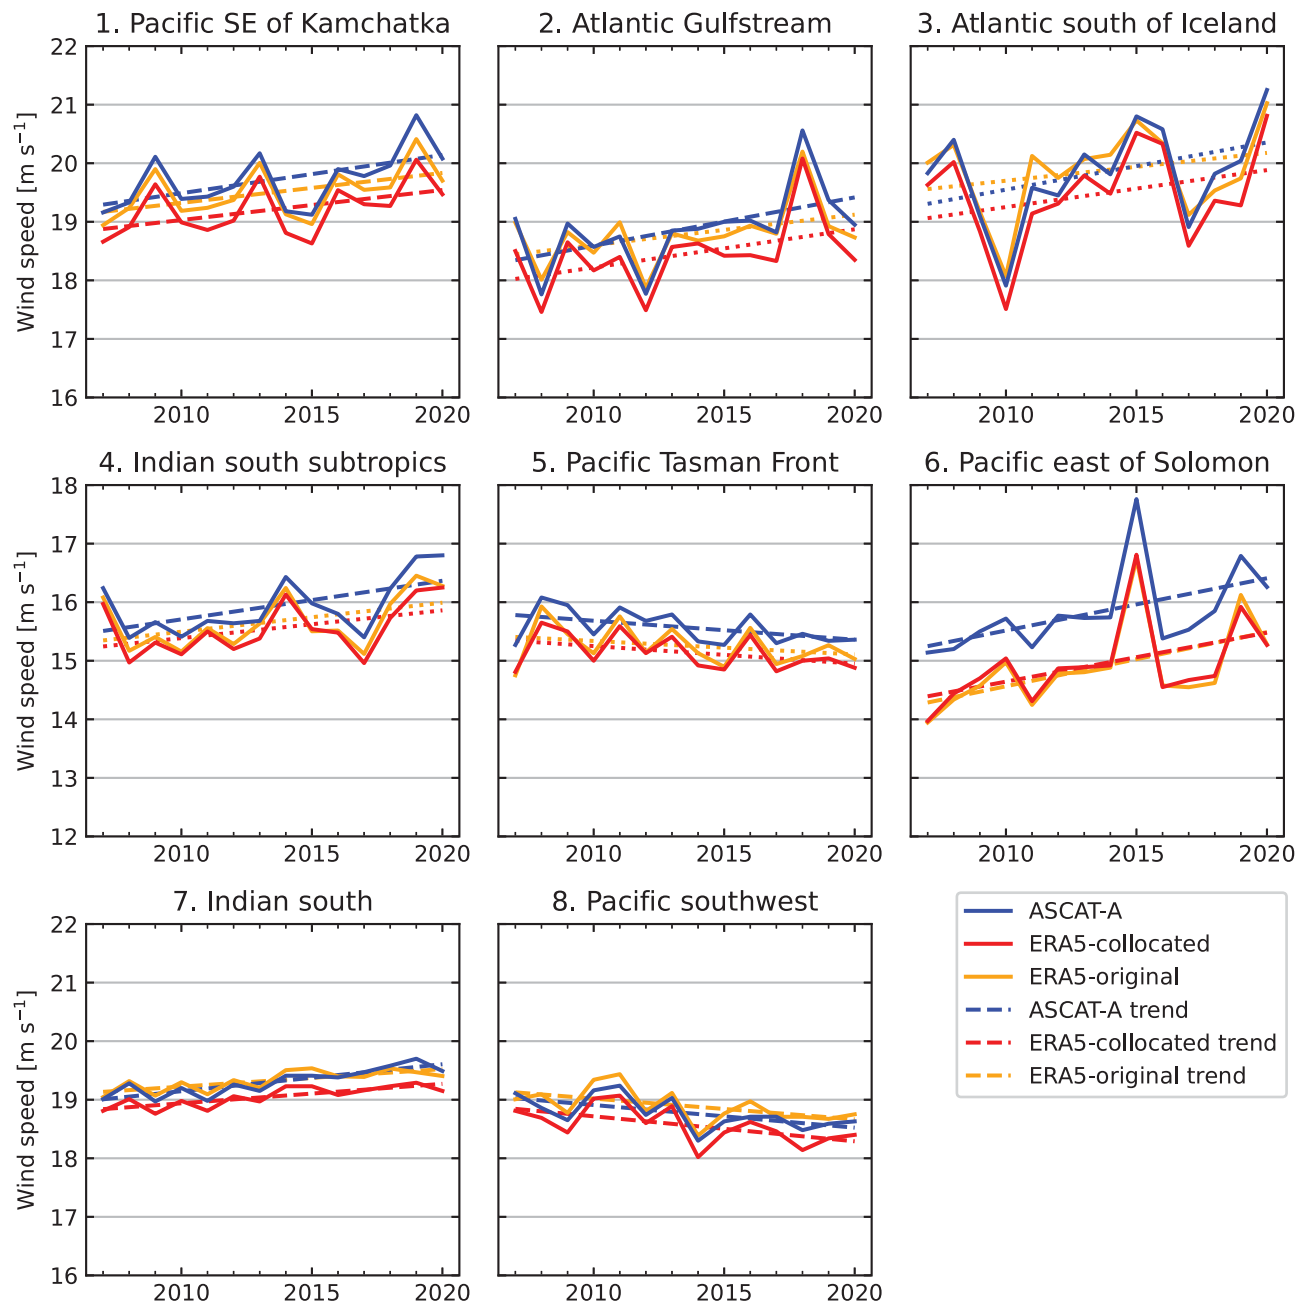 1. Pacific SE of Kamchatka
2. Atlantic Gulfstream
3. Atlantic south of Iceland
22
21
20
19
18
17
16
Wind speed [m s⁻¹]
2010 2015 2020
2010 2015 2020
2010 2015 2020
4. Indian south subtropics
5. Pacific Tasman Front
6. Pacific east of Solomon
18
17
16
15
14
13
12
Wind speed [m s⁻¹]
2010 2015 2020
2010 2015 2020
2010 2015 2020
7. Indian south
8. Pacific southwest
22
21
20
19
18
17
16
Wind speed [m s⁻¹]
2010 2015 2020
2010 2015 2020
ASCAT-A
ERA5-collocated
ERA5-original
ASCAT-A trend
ERA5-collocated trend
ERA5-original trend